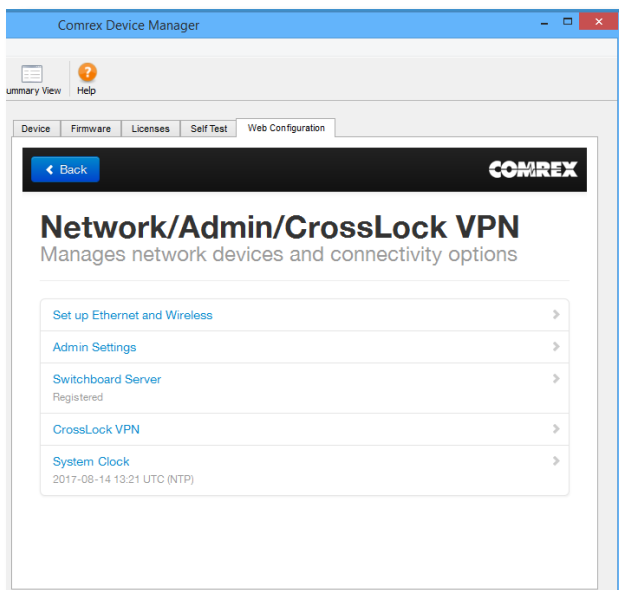 Comrex Device Manager
ummary View Help
Device Firmware Licenses Self Test Web Configuration
Back COMREX
Network/Admin/CrossLock VPN
Manages network devices and connectivity options
Set up Ethernet and Wireless
Admin Settings
Switchboard Server
Registered
CrossLock VPN
System Clock
2017-08-14 13:21 UTC (NTP)